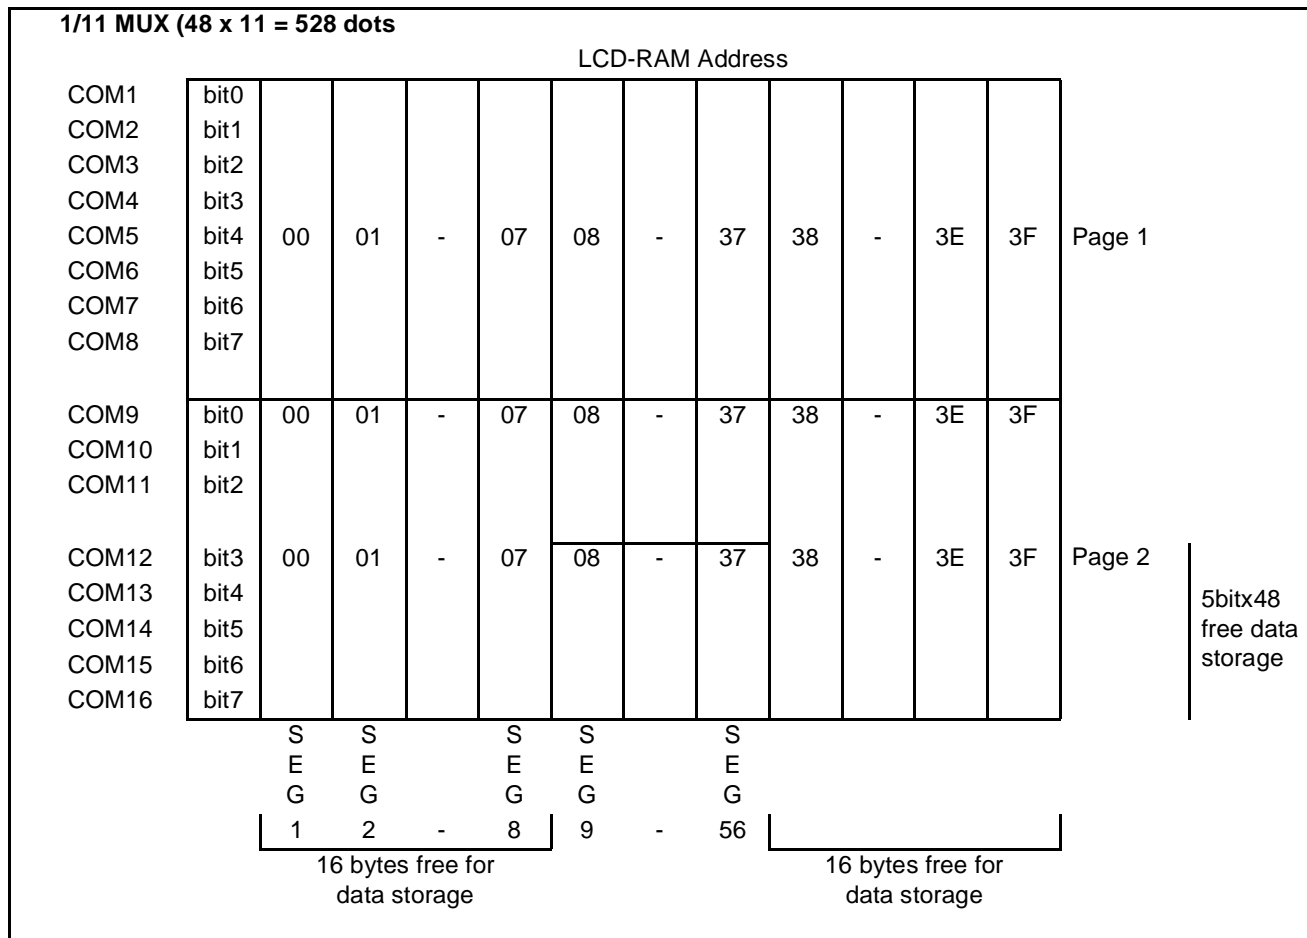 1/11 MUX (48 x 11 = 528 dots
LCD-RAM Address
COM1 bit0
COM2 bit1
COM3 bit2
COM4 bit3
COM5 bit4 00 01 - 07 08 - 37 38 - 3E 3F Page 1
COM6 bit5
COM7 bit6
COM8 bit7
COM9 bit0 00 01 - 07 08 - 37 38 - 3E 3F
COM10 bit1
COM11 bit2
COM12 bit3 00 01 - 07 08 - 37 38 - 3E 3F Page 2
COM13 bit4
COM14 bit5
COM15 bit6
COM16 bit7
5bitx48
free data
storage
S S S S S
E E E E E
G G G G G
1 2 - 8 9 - 56
16 bytes free for
data storage
16 bytes free for
data storage